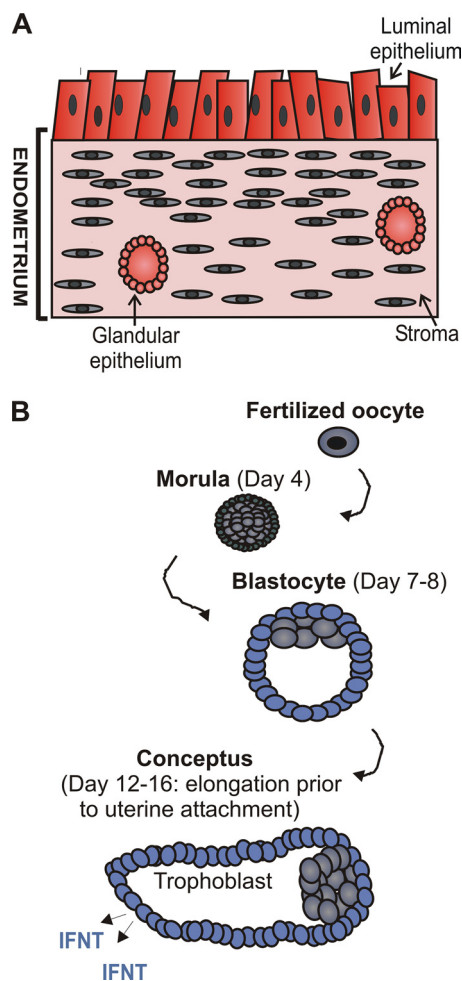 A
Luminal
epithelium
ENDOMETRIUM
Glandular
epithelium
Stroma
B
Fertilized oocyte
Morula (Day 4)
Blastocyte (Day 7-8)
Conceptus
(Day 12-16: elongation prior
to uterine attachment)
Trophoblast
IFNT
IFNT